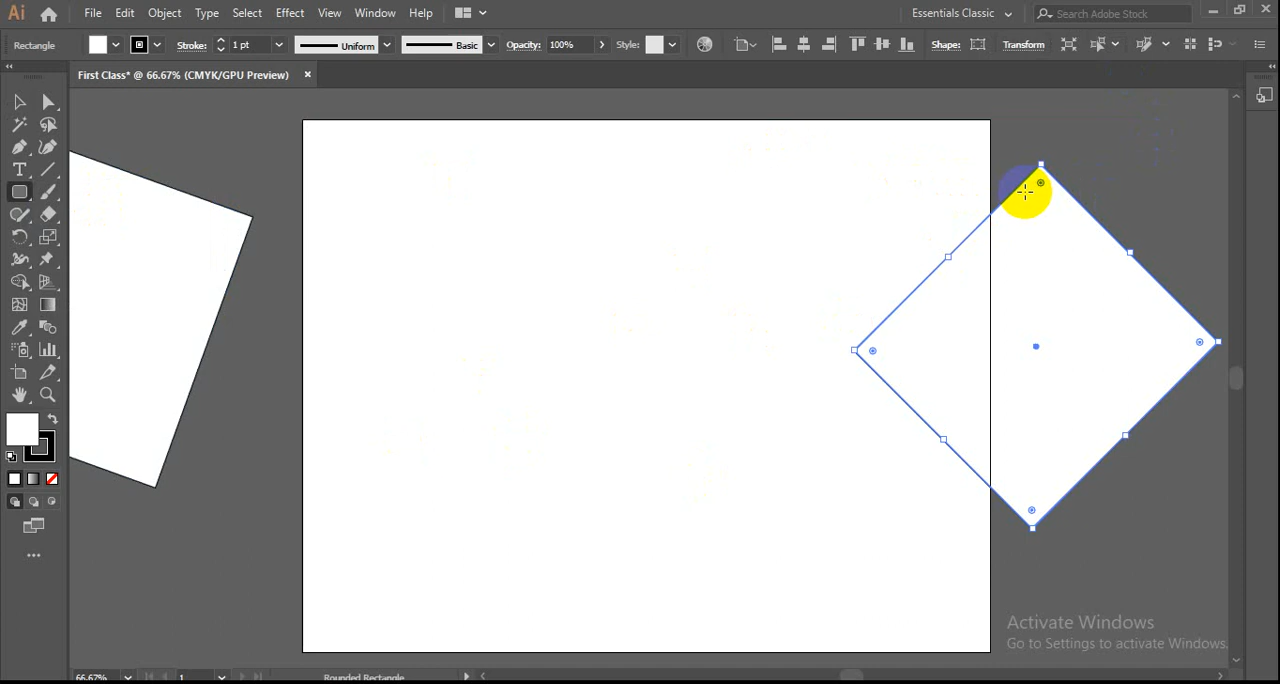 Ai File Edit Object Type Select Effect View Window Help Essentials Classic Search Adobe Stock
Rectangle Stroke: 1 pt Uniform Basic Opacity: 100% Style: Shape: Transform
First Class* @ 66.67% (CMYK/GPU Preview) ×
Activate Windows
Go to Settings to activate Windows.
66.67% 1 Rounded Rectangle